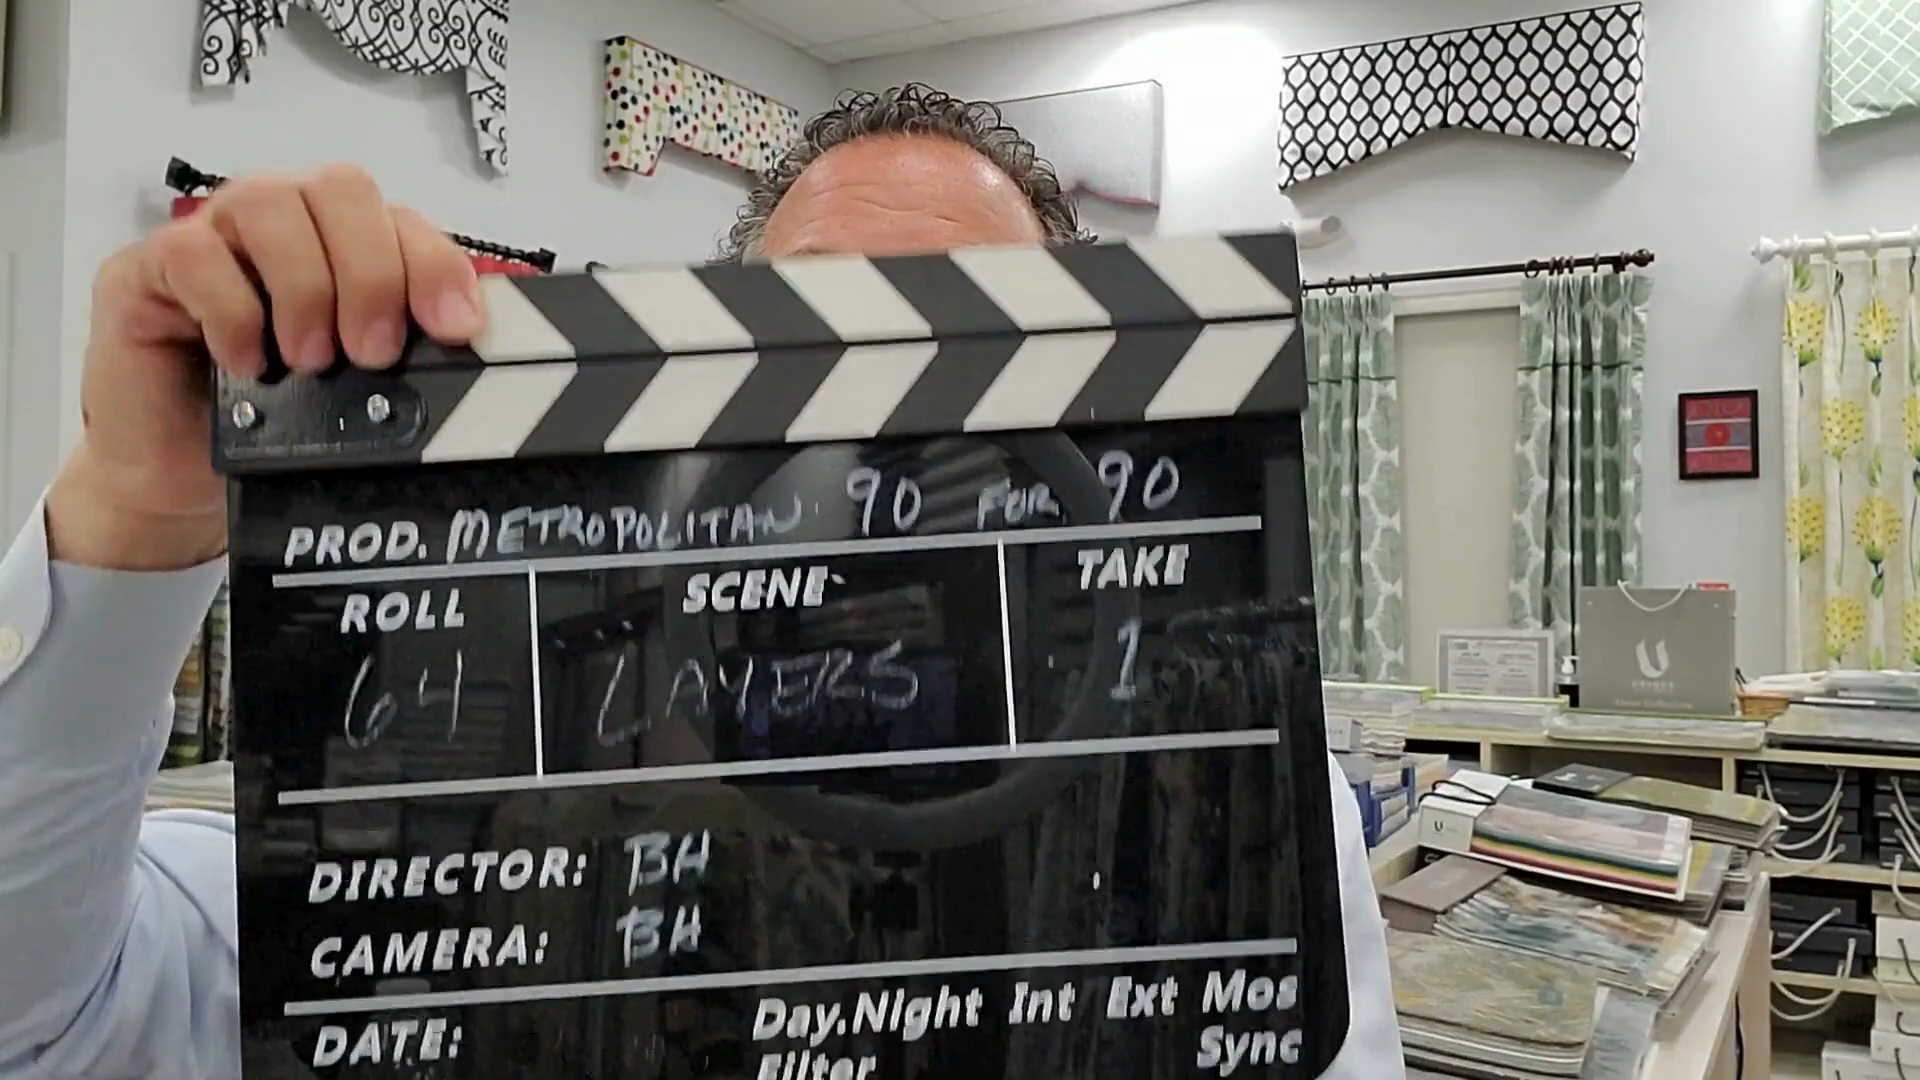 PROD. METROPOLITAN 90 FOR 90
ROLL SCENE TAKE
64 LAYERS 1
DIRECTOR: BH
CAMERA: BH
DATE: Day.Night Int Ext Mos
Filter Sync